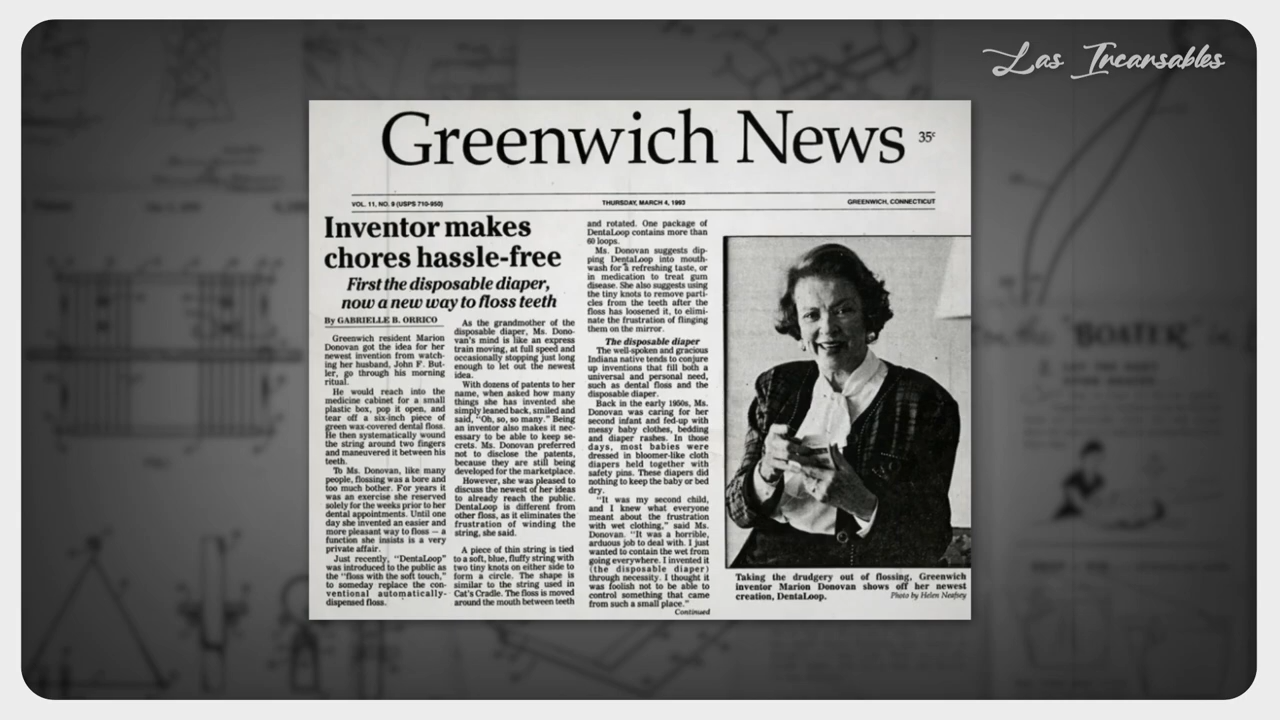 Las Incansables
Greenwich News 35¢
VOL. 11, NO. 9 (USPS 710-950) THURSDAY, MARCH 4, 1993 GREENWICH, CONNECTICUT
Inventor makes
chores hassle-free
First the disposable diaper,
now a new way to floss teeth
By GABRIELLE B. ORRICO
Greenwich resident Marion
Donovan got the idea for her
newest invention from watch-
ing her husband, John F. But-
ler, go through his morning
ritual.
He would reach into the
medicine cabinet for a small
plastic box, pop it open, and
tear off a six-inch piece of
green wax-covered dental floss.
He then systematically wound
the string around two fingers
and maneuvered it between his
teeth.
To Ms. Donovan, like many
people, flossing was a bore and
too much bother. For years it
was an exercise she reserved
solely for the weeks prior to her
dental appointments. Until one
day she invented an easier and
more pleasant way to floss — a
function she insists is a very
private affair.
Just recently, "DentaLoop"
was introduced to the public as
the "floss with the soft touch,"
to someday replace the con-
ventional automatically-
dispensed floss.
As the grandmother of the
disposable diaper, Ms. Dono-
van's mind is like an express
train moving, at full speed and
occasionally stopping just long
enough to let out the newest
idea.
With dozens of patents to her
name, when asked how many
things she has invented she
simply leaned back, smiled and
said, "Oh, so, so many." Being
an inventor also makes it nec-
essary to be able to keep se-
crets. Ms. Donovan preferred
not to disclose the patents,
because they are still being
developed for the marketplace.
However, she was pleased to
discuss the newest of her ideas
to already reach the public.
DentaLoop is different from
other floss, as it eliminates the
frustration of winding the
string, she said.
A piece of thin string is tied
to a soft, blue, fluffy string with
two tiny knots on either side to
form a circle. The shape is
similar to the string used in
Cat's Cradle. The floss is moved
around the mouth between teeth
and rotated. One package of
DentaLoop contains more than
60 loops.
Ms. Donovan suggests dip-
ping DentaLoop into mouth-
wash for a refreshing taste, or
in medication to treat gum
disease. She also suggests using
the tiny knots to remove parti-
cles from the teeth after the
floss has loosened it, to elimi-
nate the frustration of flinging
them on the mirror.
The disposable diaper
The well-spoken and gracious
Indiana native tends to conjure
up inventions that fill both a
universal and personal need,
such as dental floss and the
disposable diaper.
Back in the early 1950s, Ms.
Donovan was caring for her
second infant and fed-up with
messy baby clothes, bedding
and diaper rashes. In those
days, most babies were
dressed in bloomer-like cloth
diapers held together with
safety pins. These diapers did
nothing to keep the baby or bed
dry.
"It was my second child,
and I knew what everyone
meant about the frustration
with wet clothing," said Ms.
Donovan. "It was a horrible,
arduous job to deal with. I just
wanted to contain the wet from
going everywhere. I invented it
(the disposable diaper)
through necessity. I thought it
was foolish not to be able to
control something that came
from such a small place."
Continued
Taking the drudgery out of flossing, Greenwich
inventor Marion Donovan shows off her newest
creation, DentaLoop. Photo by Helen Neafsey
"BOATER"